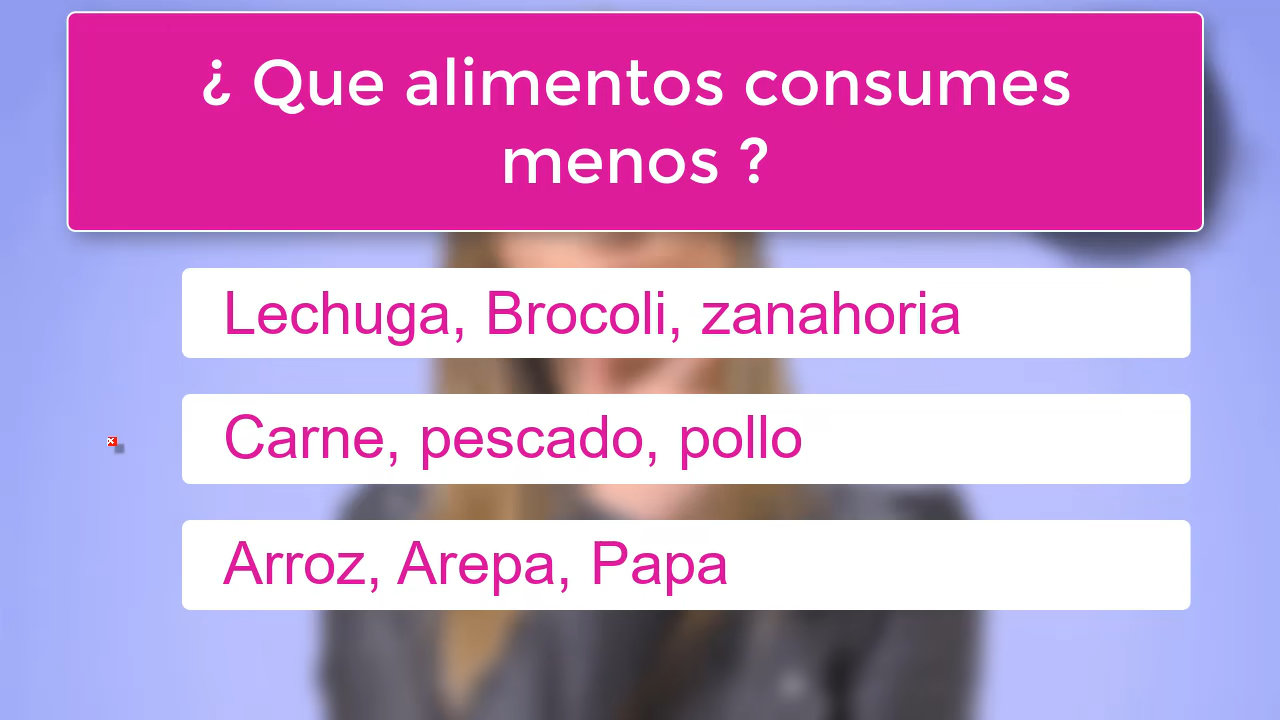 ¿ Que alimentos consumes
menos ?
Lechuga, Brocoli, zanahoria
Carne, pescado, pollo
Arroz, Arepa, Papa